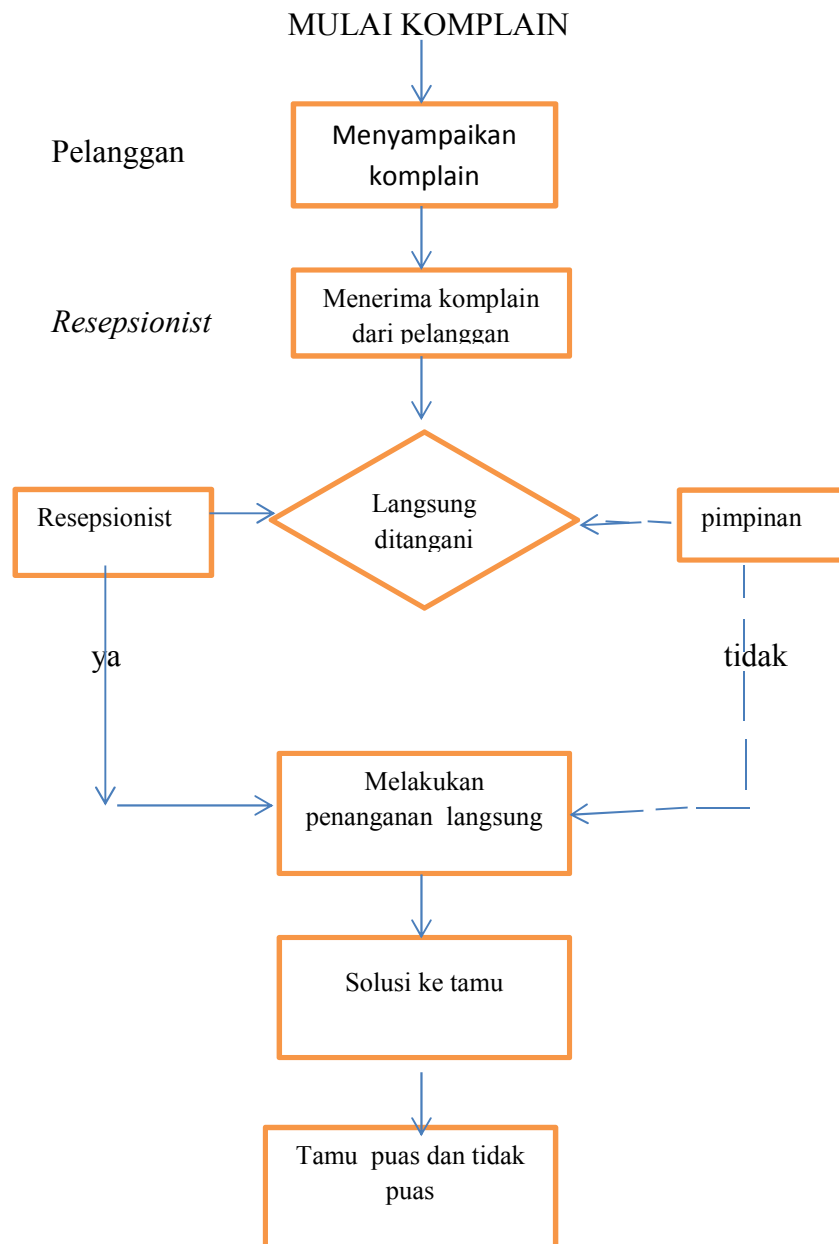 MULAI KOMPLAIN
Pelanggan
Menyampaikan
komplain
Resepsionist
Menerima komplain
dari pelanggan
Resepsionist
Langsung
ditangani
pimpinan
ya
tidak
Melakukan
penanganan langsung
Solusi ke tamu
Tamu puas dan tidak
puas